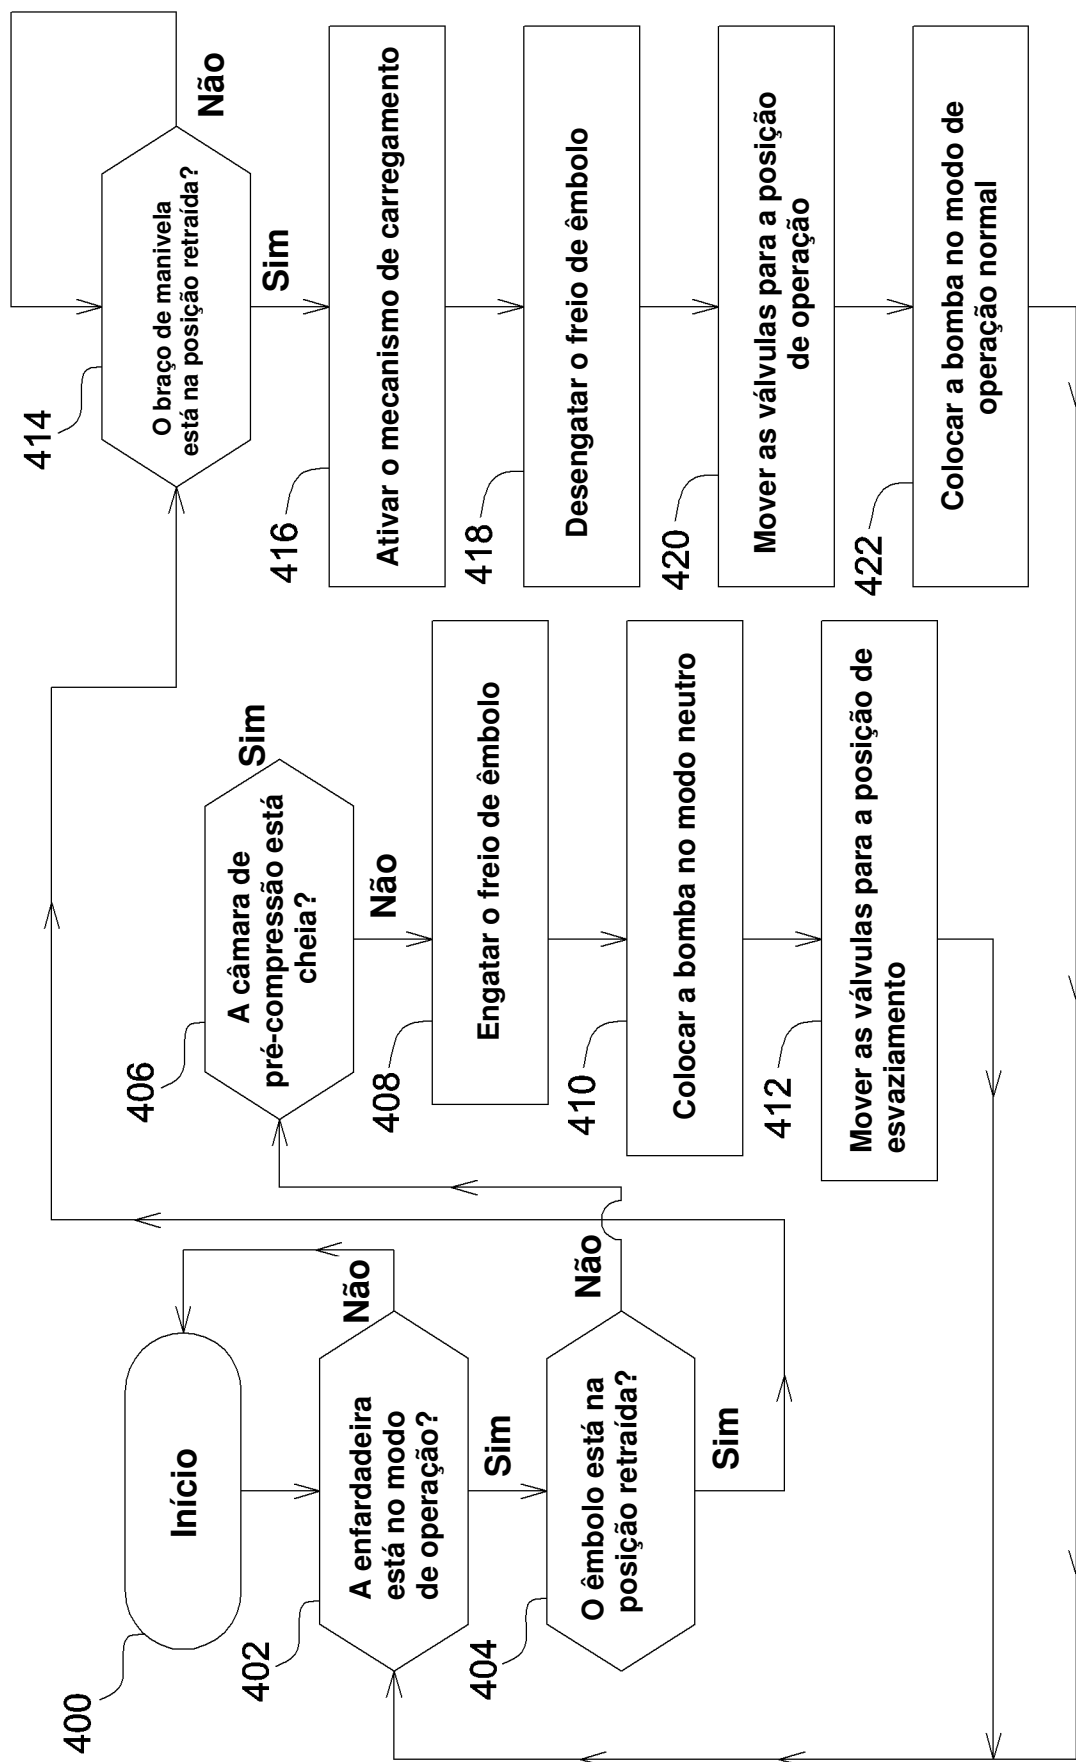 400
Início
402
A enfardadeira
está no modo
de operação?
Não
Sim
404
O êmbolo está na
posição retraída?
Não
Sim
406
A câmara de
pré-compressão está
cheia?
Sim
Não
408
Engatar o freio de êmbolo
410
Colocar a bomba no modo neutro
412
Mover as válvulas para a posição de
esvaziamento
414
O braço de manivela
está na posição retraída?
Não
Sim
416
Ativar o mecanismo de carregamento
418
Desengatar o freio de êmbolo
420
Mover as válvulas para a posição
de operação
422
Colocar a bomba no modo de
operação normal